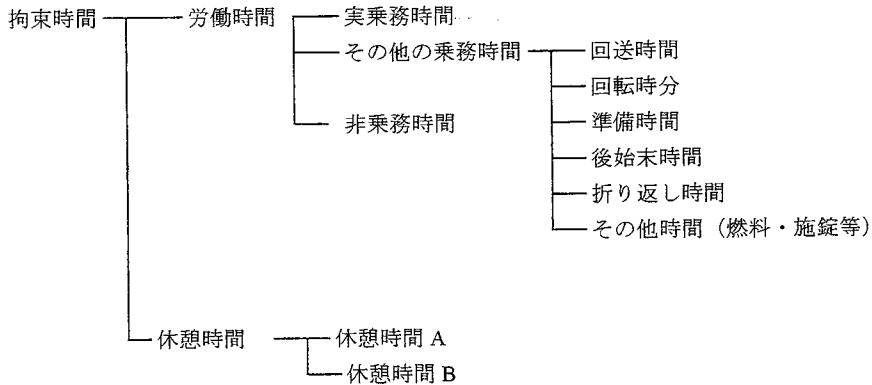 拘束時間 労働時間 実乗務時間
その他の乗務時間 回送時間
回転時分
非乗務時間 準備時間
後始末時間
折り返し時間
その他時間（燃料・施錠等）
休憩時間 休憩時間 A
休憩時間 B